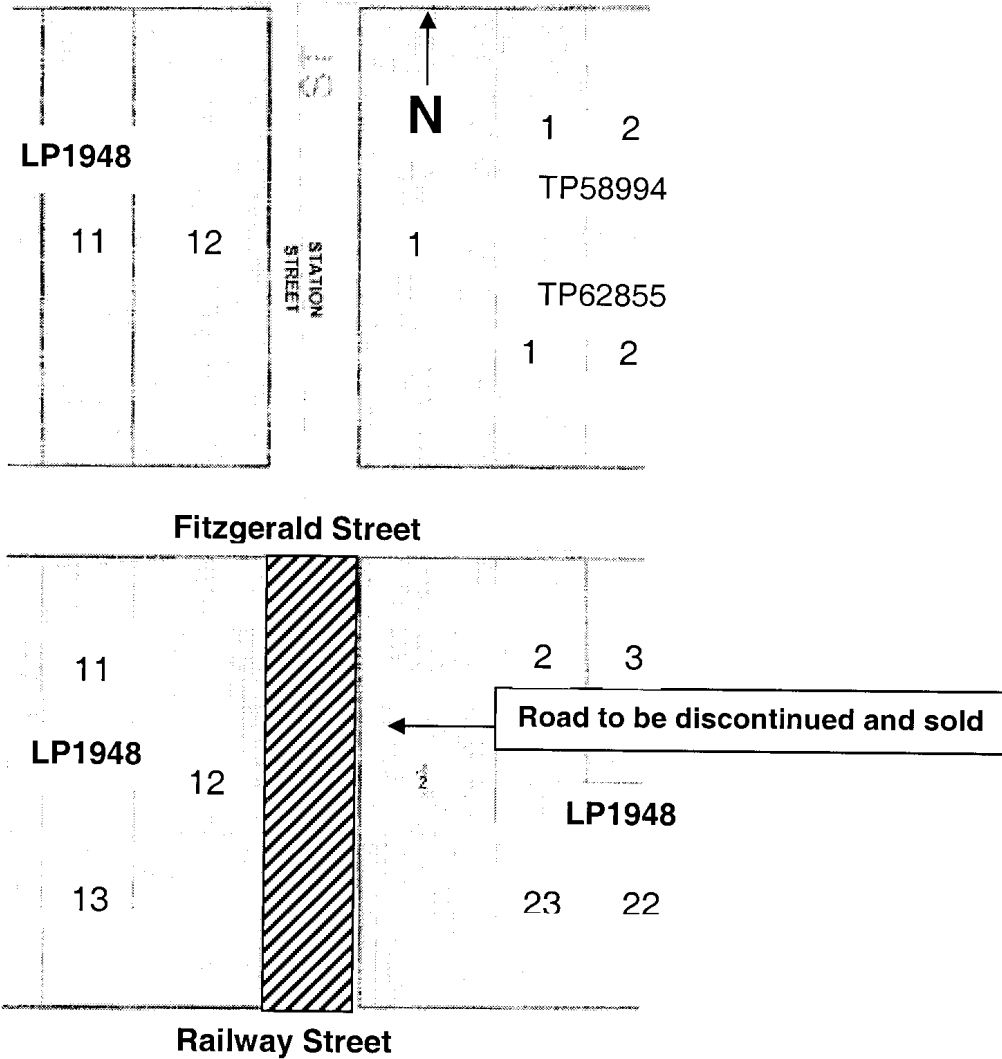 ST
N
1 2
LP1948
TP58994
11 12
STATION
STREET
1
TP62855
1 2
Fitzgerald Street
11
2 3
Road to be discontinued and sold
LP1948
12
LP1948
13
23 22
Railway Street